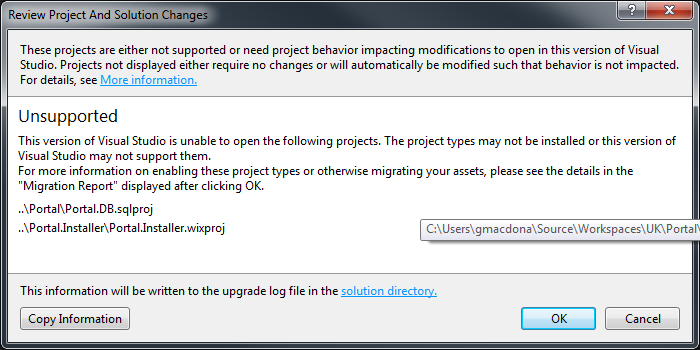 Review Project And Solution Changes
These projects are either not supported or need project behavior impacting modifications to open in this version of Visual
Studio. Projects not displayed either require no changes or will automatically be modified such that behavior is not impacted.
For details, see More information.
Unsupported
This version of Visual Studio is unable to open the following projects. The project types may not be installed or this version of
Visual Studio may not support them.
For more information on enabling these project types or otherwise migrating your assets, please see the details in the
"Migration Report" displayed after clicking OK.
..\Portal\Portal.DB.sqlproj
..\Portal.Installer\Portal.Installer.wixproj
C:\Users\gmacdona\Source\Workspaces\UK\Portal\
This information will be written to the upgrade log file in the solution directory.
Copy Information
OK
Cancel